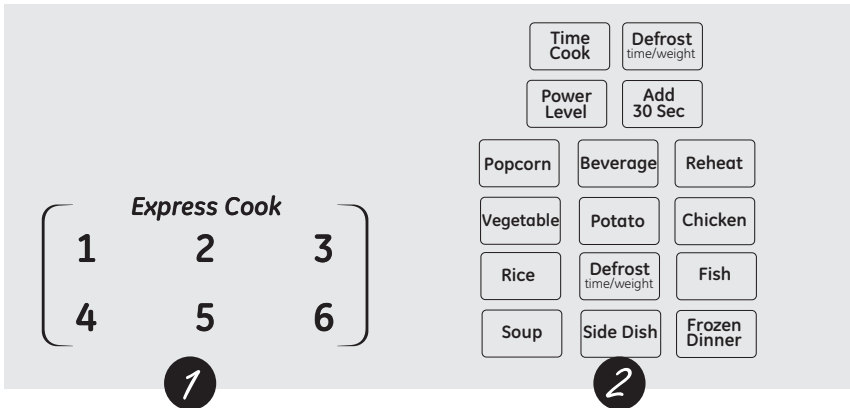 Time Cook
Defrost time/weight
Power Level
Add 30 Sec
Popcorn Beverage Reheat
Express Cook
Vegetable Potato Chicken
1 2 3
Rice
Defrost time/weight
Fish
4 5 6
Soup Side Dish
Frozen Dinner
1 2